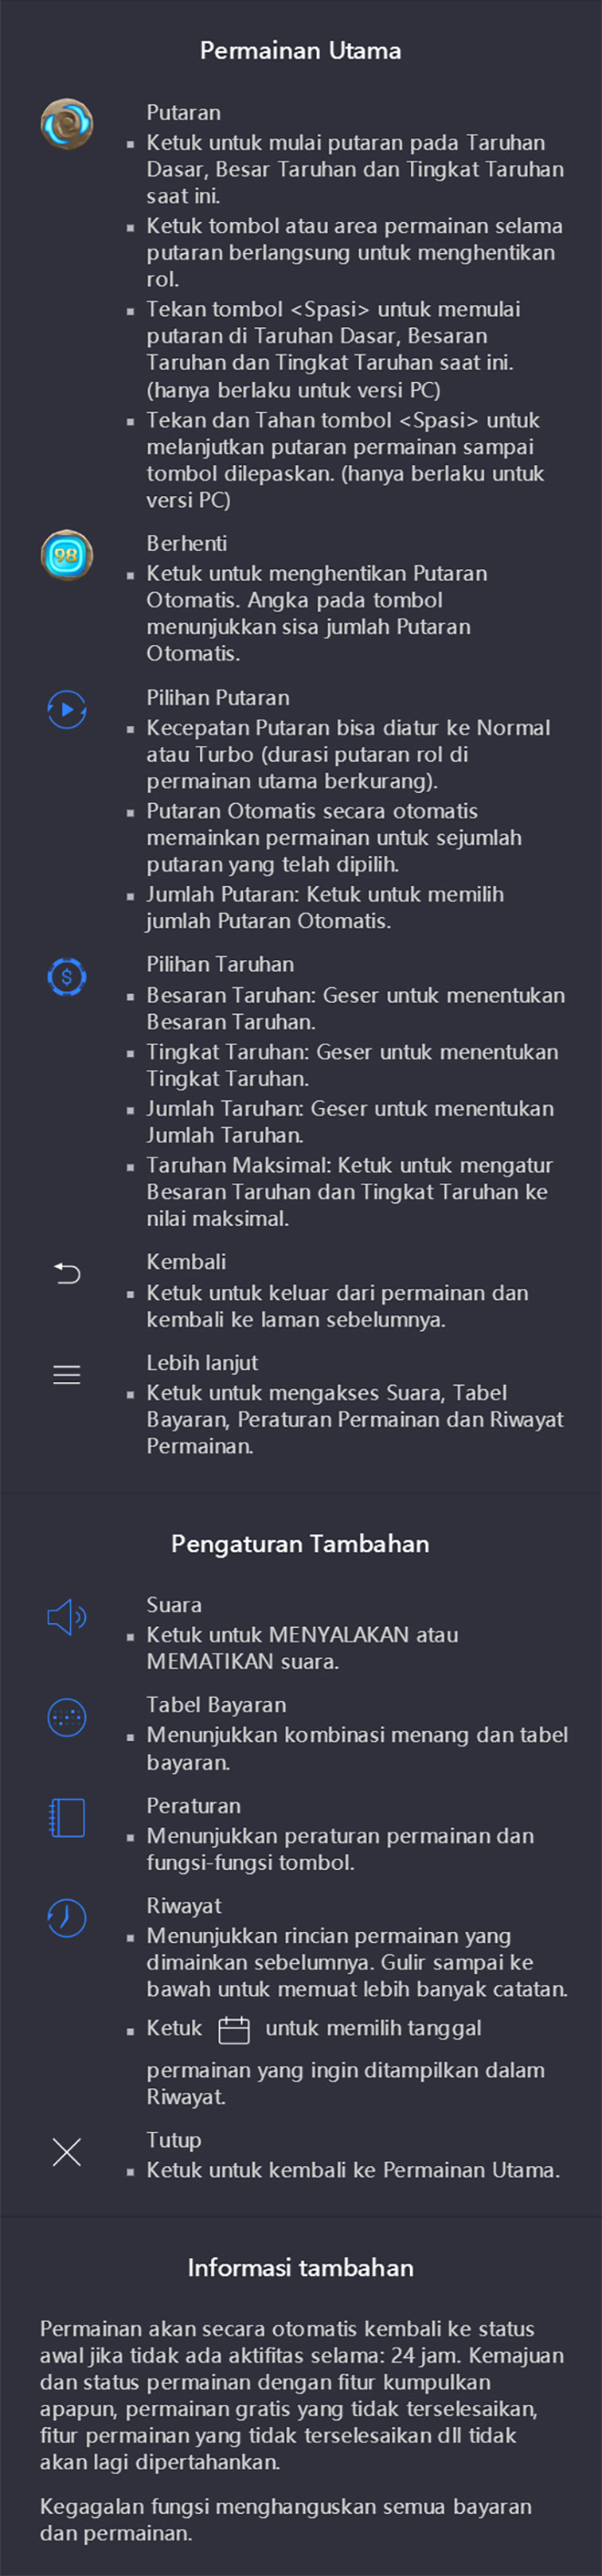 Permainan Utama
Putaran
▪ Ketuk untuk mulai putaran pada Taruhan
Dasar, Besar Taruhan dan Tingkat Taruhan
saat ini.
▪ Ketuk tombol atau area permainan selama
putaran berlangsung untuk menghentikan
rol.
▪ Tekan tombol <Spasi> untuk memulai
putaran di Taruhan Dasar, Besaran
Taruhan dan Tingkat Taruhan saat ini.
(hanya berlaku untuk versi PC)
▪ Tekan dan Tahan tombol <Spasi> untuk
melanjutkan putaran permainan sampai
tombol dilepaskan. (hanya berlaku untuk
versi PC)
98
Berhenti
▪ Ketuk untuk menghentikan Putaran
Otomatis. Angka pada tombol
menunjukkan sisa jumlah Putaran
Otomatis.
Pilihan Putaran
▪ Kecepatan Putaran bisa diatur ke Normal
atau Turbo (durasi putaran rol di
permainan utama berkurang).
▪ Putaran Otomatis secara otomatis
memainkan permainan untuk sejumlah
putaran yang telah dipilih.
▪ Jumlah Putaran: Ketuk untuk memilih
jumlah Putaran Otomatis.
$
Pilihan Taruhan
▪ Besaran Taruhan: Geser untuk menentukan
Besaran Taruhan.
▪ Tingkat Taruhan: Geser untuk menentukan
Tingkat Taruhan.
▪ Jumlah Taruhan: Geser untuk menentukan
Jumlah Taruhan.
▪ Taruhan Maksimal: Ketuk untuk mengatur
Besaran Taruhan dan Tingkat Taruhan ke
nilai maksimal.
Kembali
▪ Ketuk untuk keluar dari permainan dan
kembali ke laman sebelumnya.
Lebih lanjut
▪ Ketuk untuk mengakses Suara, Tabel
Bayaran, Peraturan Permainan dan Riwayat
Permainan.
Pengaturan Tambahan
Suara
▪ Ketuk untuk MENYALAKAN atau
MEMATIKAN suara.
Tabel Bayaran
▪ Menunjukkan kombinasi menang dan tabel
bayaran.
Peraturan
▪ Menunjukkan peraturan permainan dan
fungsi-fungsi tombol.
Riwayat
▪ Menunjukkan rincian permainan yang
dimainkan sebelumnya. Gulir sampai ke
bawah untuk memuat lebih banyak catatan.
▪ Ketuk untuk memilih tanggal
permainan yang ingin ditampilkan dalam
Riwayat.
Tutup
▪ Ketuk untuk kembali ke Permainan Utama.
Informasi tambahan
Permainan akan secara otomatis kembali ke status
awal jika tidak ada aktifitas selama: 24 jam. Kemajuan
dan status permainan dengan fitur kumpulkan
apapun, permainan gratis yang tidak terselesaikan,
fitur permainan yang tidak terselesaikan dll tidak
akan lagi dipertahankan.
Kegagalan fungsi menghanguskan semua bayaran
dan permainan.